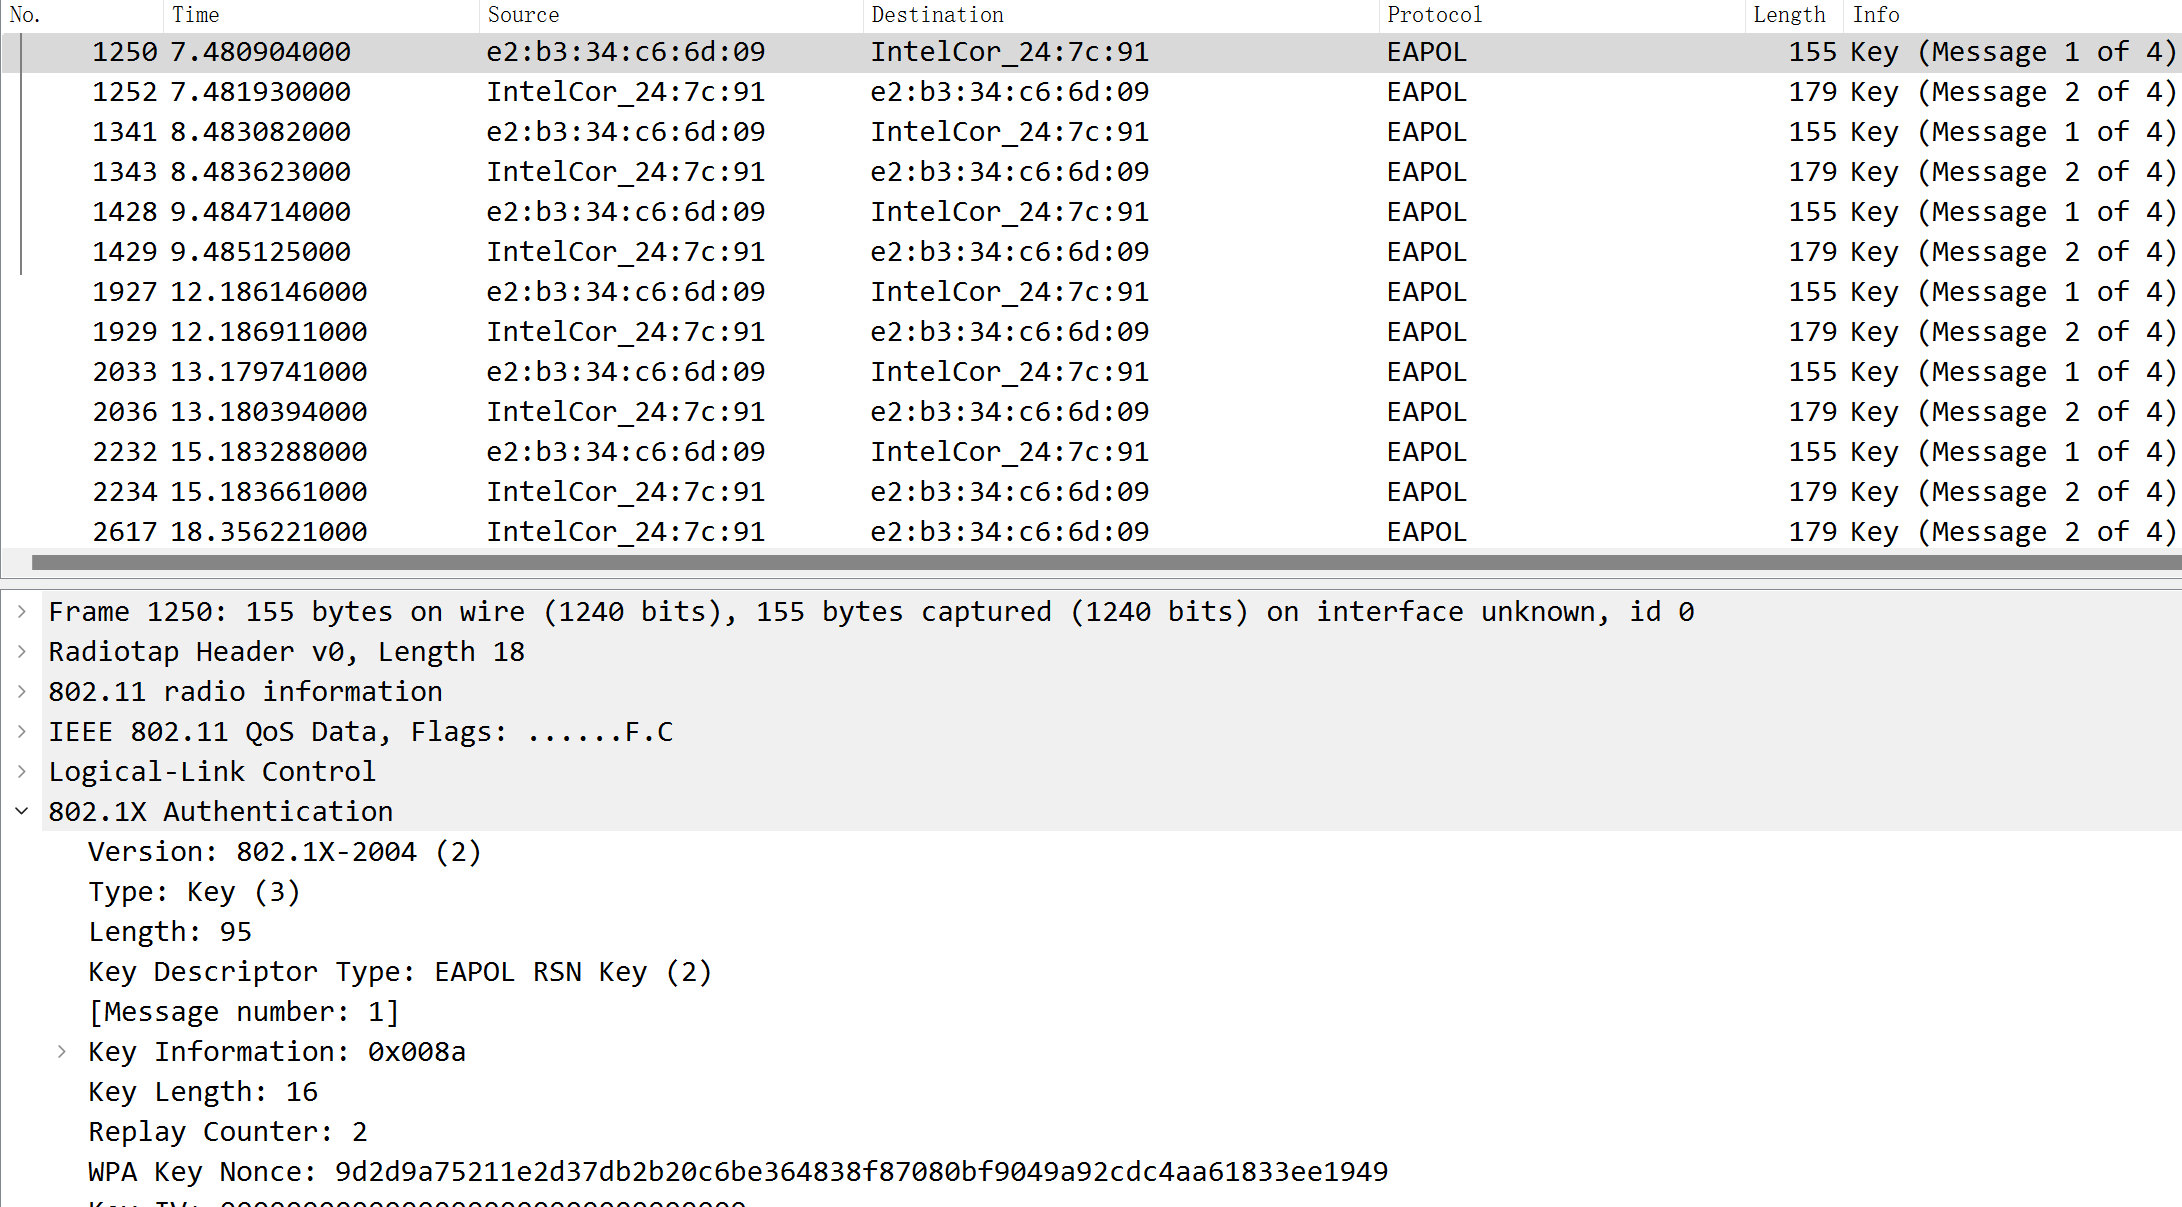 No. Time Source Destination Protocol Length Info
1250 7.480904000 e2:b3:34:c6:6d:09 IntelCor_24:7c:91 EAPOL 155 Key (Message 1 of 4)
1252 7.481930000 IntelCor_24:7c:91 e2:b3:34:c6:6d:09 EAPOL 179 Key (Message 2 of 4)
1341 8.483082000 e2:b3:34:c6:6d:09 IntelCor_24:7c:91 EAPOL 155 Key (Message 1 of 4)
1343 8.483623000 IntelCor_24:7c:91 e2:b3:34:c6:6d:09 EAPOL 179 Key (Message 2 of 4)
1428 9.484714000 e2:b3:34:c6:6d:09 IntelCor_24:7c:91 EAPOL 155 Key (Message 1 of 4)
1429 9.485125000 IntelCor_24:7c:91 e2:b3:34:c6:6d:09 EAPOL 179 Key (Message 2 of 4)
1927 12.186146000 e2:b3:34:c6:6d:09 IntelCor_24:7c:91 EAPOL 155 Key (Message 1 of 4)
1929 12.186911000 IntelCor_24:7c:91 e2:b3:34:c6:6d:09 EAPOL 179 Key (Message 2 of 4)
2033 13.179741000 e2:b3:34:c6:6d:09 IntelCor_24:7c:91 EAPOL 155 Key (Message 1 of 4)
2036 13.180394000 IntelCor_24:7c:91 e2:b3:34:c6:6d:09 EAPOL 179 Key (Message 2 of 4)
2232 15.183288000 e2:b3:34:c6:6d:09 IntelCor_24:7c:91 EAPOL 155 Key (Message 1 of 4)
2234 15.183661000 IntelCor_24:7c:91 e2:b3:34:c6:6d:09 EAPOL 179 Key (Message 2 of 4)
2617 18.356221000 IntelCor_24:7c:91 e2:b3:34:c6:6d:09 EAPOL 179 Key (Message 2 of 4)
Frame 1250: 155 bytes on wire (1240 bits), 155 bytes captured (1240 bits) on interface unknown, id 0
Radiotap Header v0, Length 18
802.11 radio information
IEEE 802.11 QoS Data, Flags: ......F.C
Logical-Link Control
802.1X Authentication
Version: 802.1X-2004 (2)
Type: Key (3)
Length: 95
Key Descriptor Type: EAPOL RSN Key (2)
[Message number: 1]
Key Information: 0x008a
Key Length: 16
Replay Counter: 2
WPA Key Nonce: 9d2d9a75211e2d37db2b20c6be364838f87080bf9049a92cdc4aa61833ee1949
Key IV: